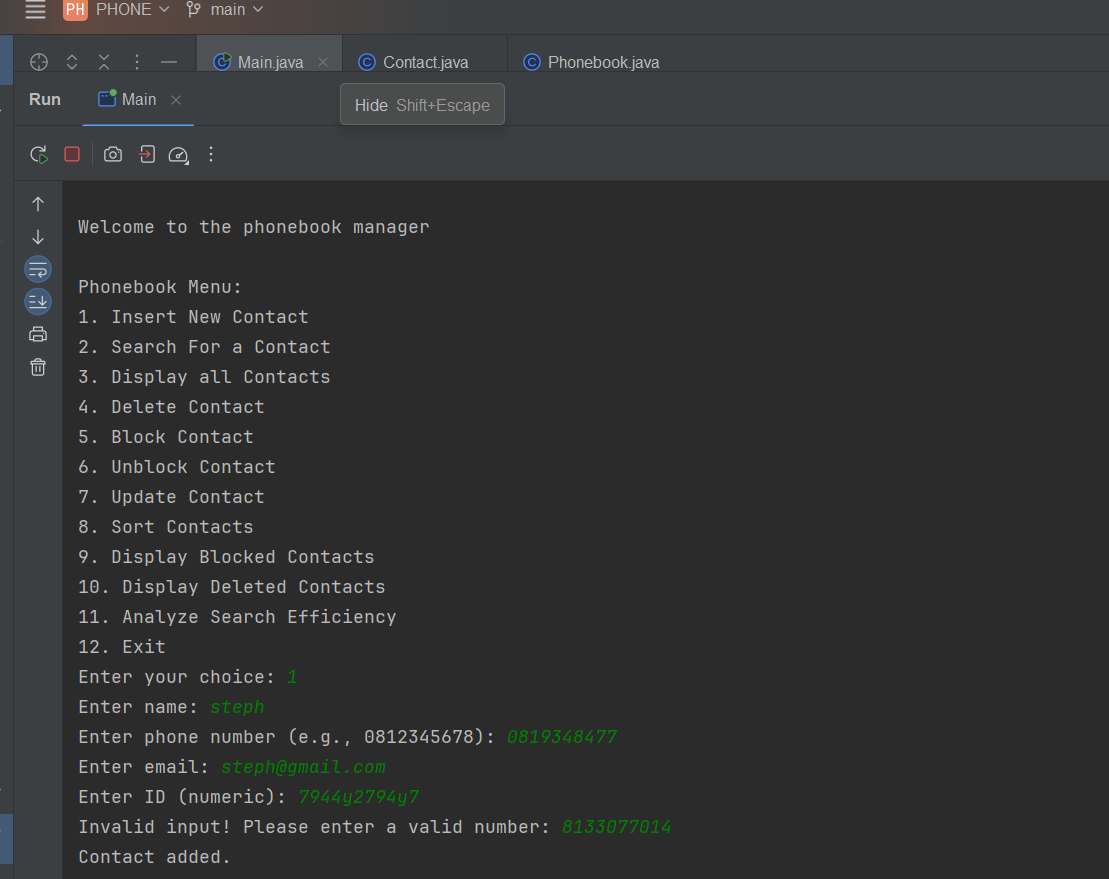 PH PHONE main
Main.java Contact.java Phonebook.java
Run Main
Hide Shift+Escape
Welcome to the phonebook manager
Phonebook Menu:
1. Insert New Contact
2. Search For a Contact
3. Display all Contacts
4. Delete Contact
5. Block Contact
6. Unblock Contact
7. Update Contact
8. Sort Contacts
9. Display Blocked Contacts
10. Display Deleted Contacts
11. Analyze Search Efficiency
12. Exit
Enter your choice: 1
Enter name: steph
Enter phone number (e.g., 0812345678): 0819348477
Enter email: steph@gmail.com
Enter ID (numeric): 7944y2794y7
Invalid input! Please enter a valid number: 8133077014
Contact added.